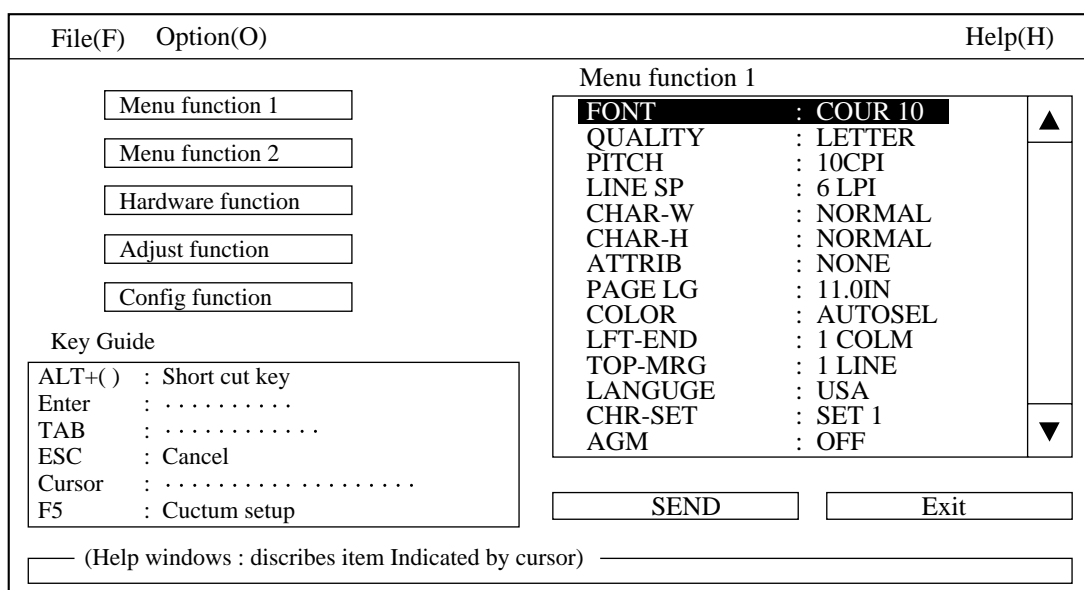 File(F) Option(O) Help(H)
Menu function 1
Menu function 2
Hardware function
Adjust function
Config function
Key Guide
ALT+( ) : Short cut key
Enter : . . . . . . . . . .
TAB : . . . . . . . . . . . .
ESC : Cancel
Cursor : . . . . . . . . . . . . . . . . . . .
F5 : Cuctum setup
Menu function 1
FONT : COUR 10
QUALITY : LETTER
PITCH : 10CPI
LINE SP : 6 LPI
CHAR-W : NORMAL
CHAR-H : NORMAL
ATTRIB : NONE
PAGE LG : 11.0IN
COLOR : AUTOSEL
LFT-END : 1 COLM
TOP-MRG : 1 LINE
LANGUGE : USA
CHR-SET : SET 1
AGM : OFF
SEND Exit
(Help windows : discribes item Indicated by cursor)